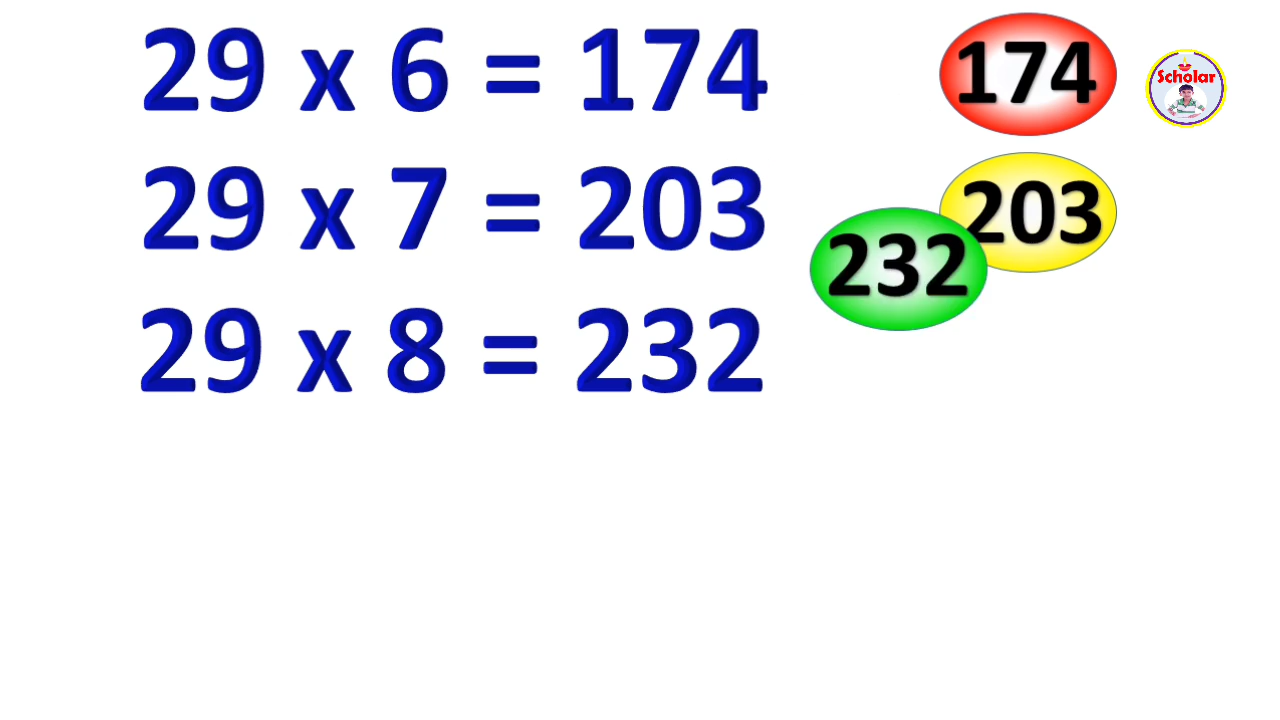 29 x 6 = 174
174
Scholar
29 x 7 = 203
203
232
29 x 8 = 232